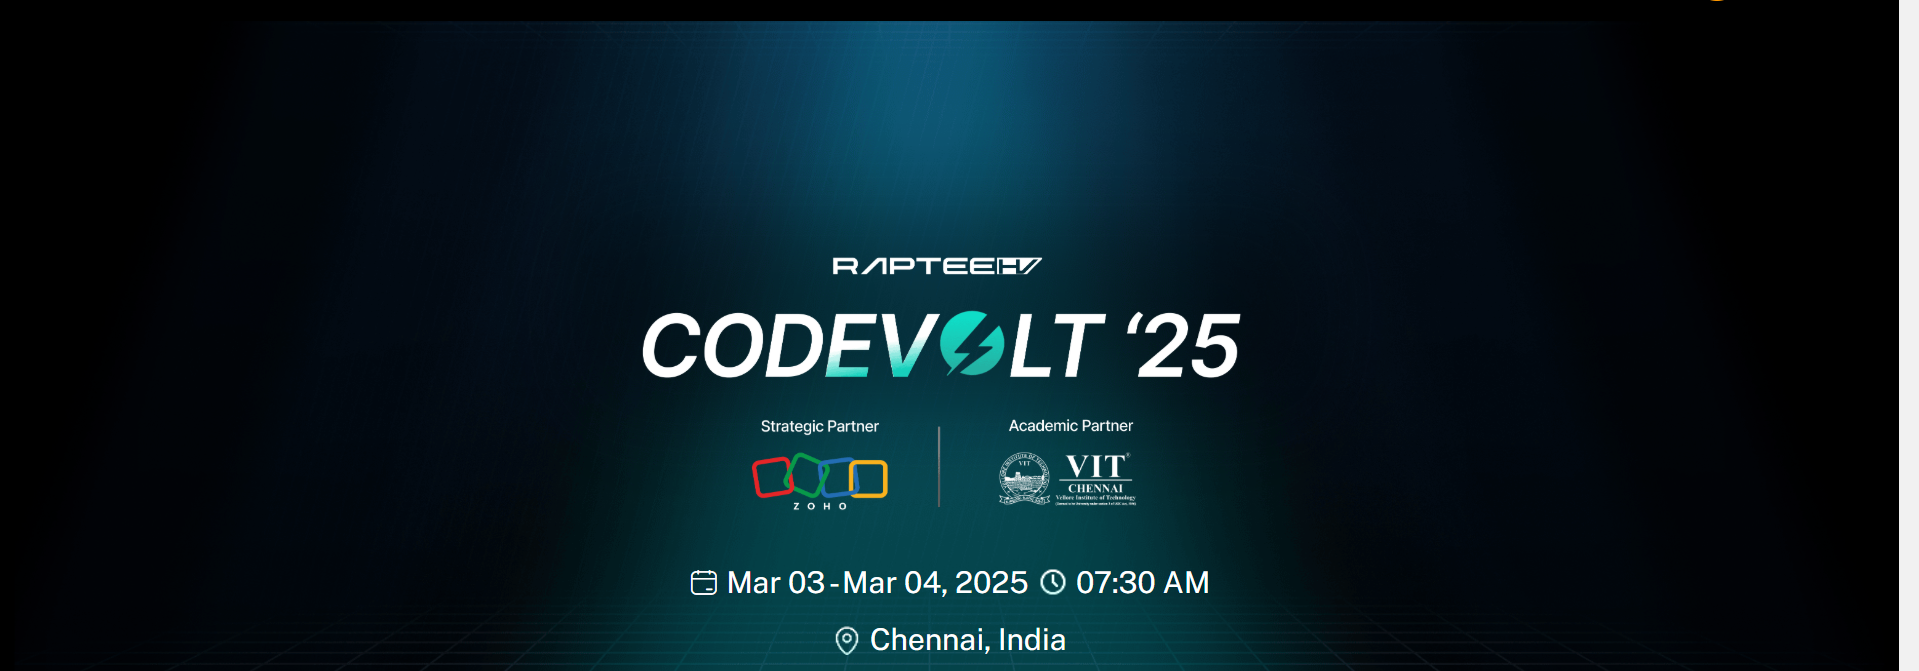 RAPTEE HV
CODEVOLT ‘25
Strategic Partner
ZOHO
Academic Partner
VIT
VIT®
CHENNAI
Vellore Institute of Technology
Mar 03 - Mar 04, 2025 07:30 AM
Chennai, India